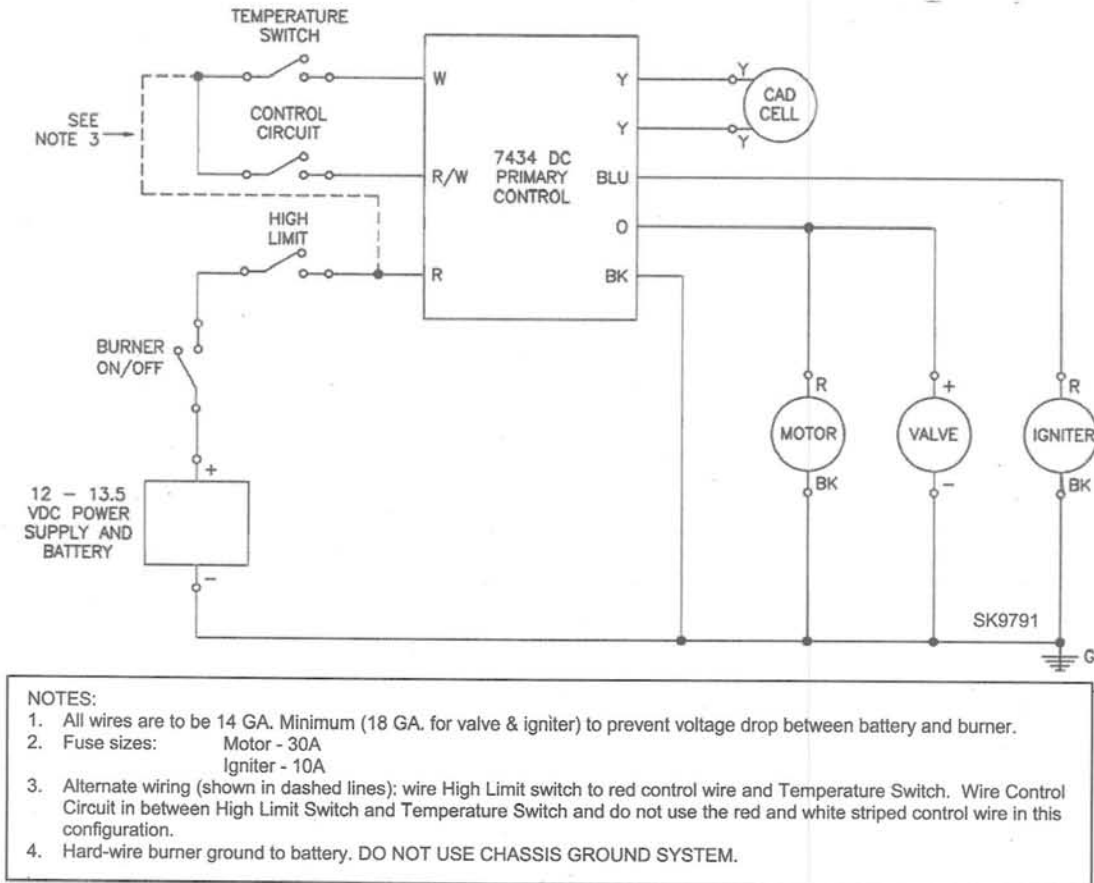 TEMPERATURE
SWITCH
W
SEE
NOTE 3
CONTROL
CIRCUIT
R/W
HIGH
LIMIT
R
7434 DC
PRIMARY
CONTROL
Y
Y
BLU
O
BK
Y
CAD
CELL
Y
BURNER
ON/OFF
+
12 - 13.5
VDC POWER
SUPPLY AND
BATTERY
-
R
MOTOR
BK
+
VALVE
-
R
IGNITER
BK
SK9791
G
NOTES:
1. All wires are to be 14 GA. Minimum (18 GA. for valve & igniter) to prevent voltage drop between battery and burner.
2. Fuse sizes: Motor - 30A
Igniter - 10A
3. Alternate wiring (shown in dashed lines): wire High Limit switch to red control wire and Temperature Switch. Wire Control
Circuit in between High Limit Switch and Temperature Switch and do not use the red and white striped control wire in this
configuration.
4. Hard-wire burner ground to battery. DO NOT USE CHASSIS GROUND SYSTEM.